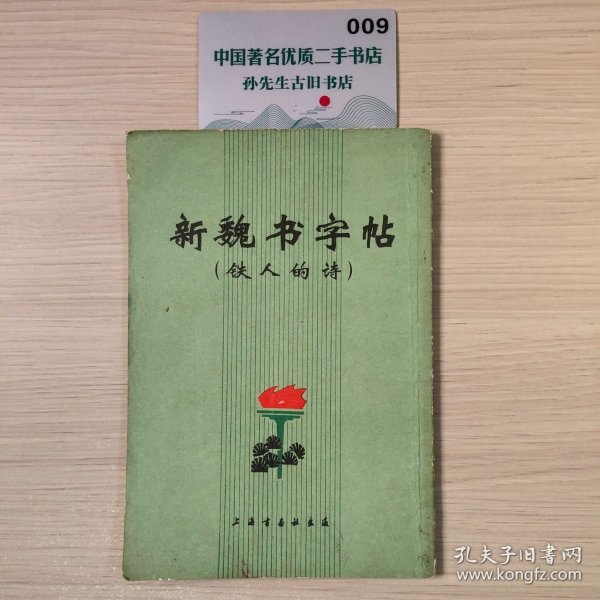 009
中国著名优质二手书店
孙先生古旧书店
新魏书字帖
(铁人的诗)
上海书画社出版
孔夫子旧書网
www.kongfz.com